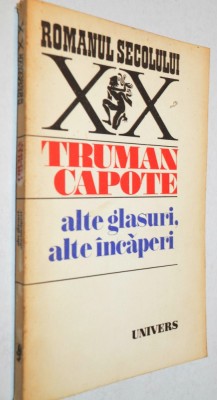 ROMANUL SECOLULUI
XX
TRUMAN
CAPOTE
alte glasuri,
alte încăperi
UNIVERS